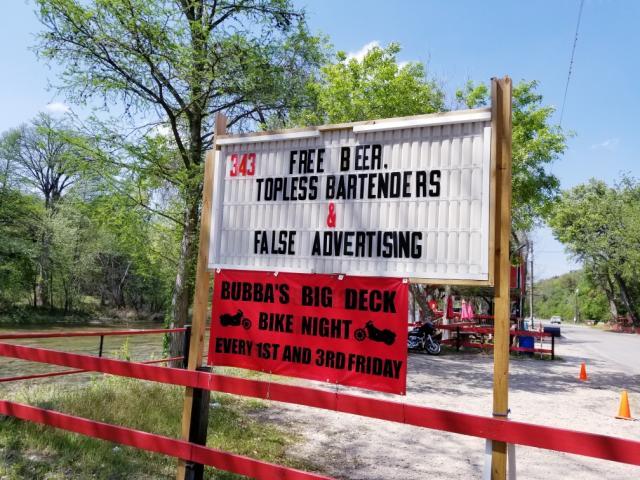 343
FREE BEER.
TOPLESS BARTENDERS
&
FALSE ADVERTISING
BUBBA'S BIG DECK
BIKE NIGHT
EVERY 1ST AND 3RD FRIDAY